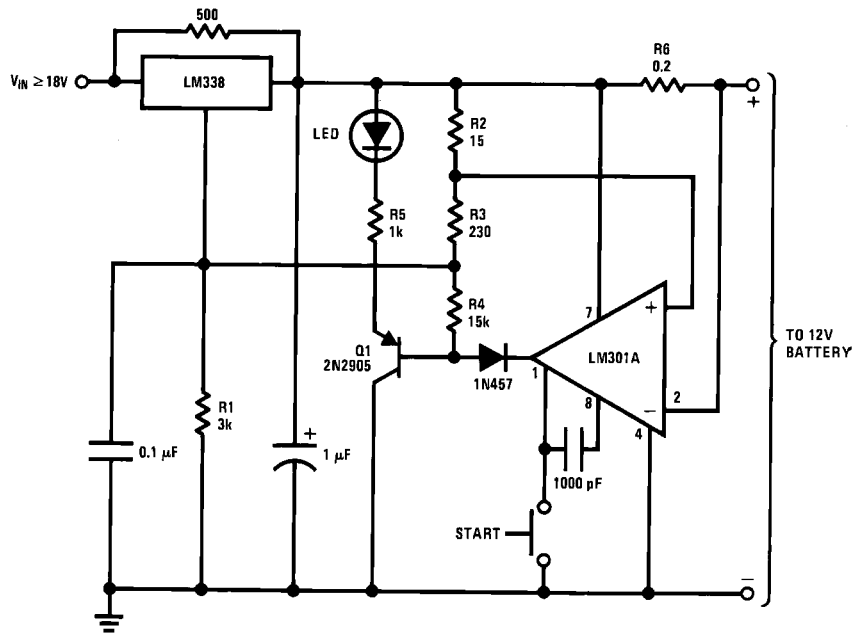 500
V_IN ≥ 18V
LM338
R6
0.2
+
LED
R2
15
R5
1k
R3
230
R4
15k
7
+
Q1
2N2905
1
LM301A
TO 12V
BATTERY
1N457
8
2
−
4
R1
3k
0.1 μF
+
1 μF
1000 pF
START
−